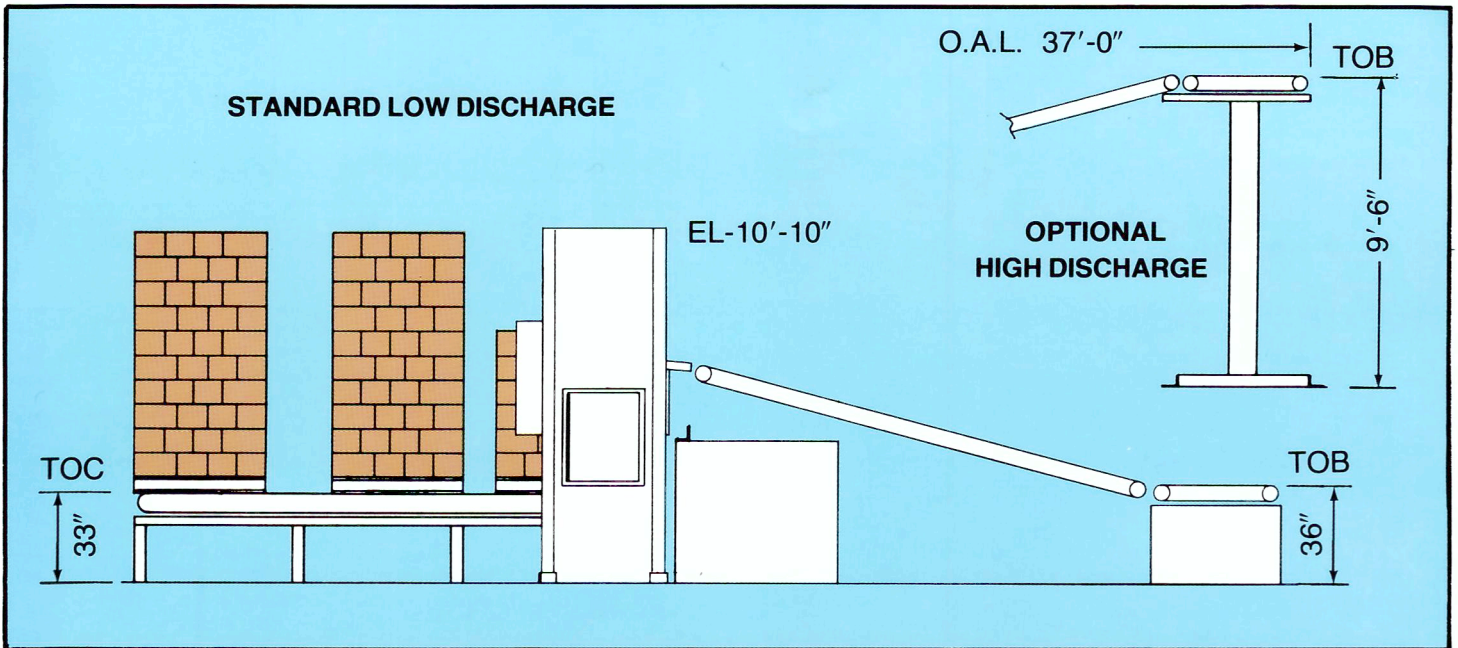 O.A.L. 37'-0"
TOB
STANDARD LOW DISCHARGE
9'-6"
EL-10'-10"
OPTIONAL
HIGH DISCHARGE
TOC
33"
TOB
36"